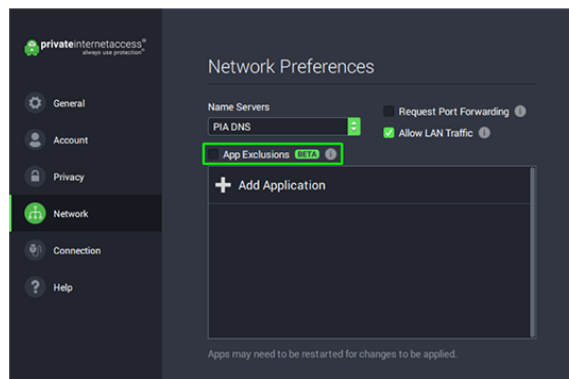 privateinternetaccess®
always use protection®
Network Preferences
General
Account
Privacy
Network
Connection
? Help
Name Servers
PIA DNS
Request Port Forwarding i
Allow LAN Traffic i
App Exclusions BETA i
+ Add Application
Apps may need to be restarted for changes to be applied.